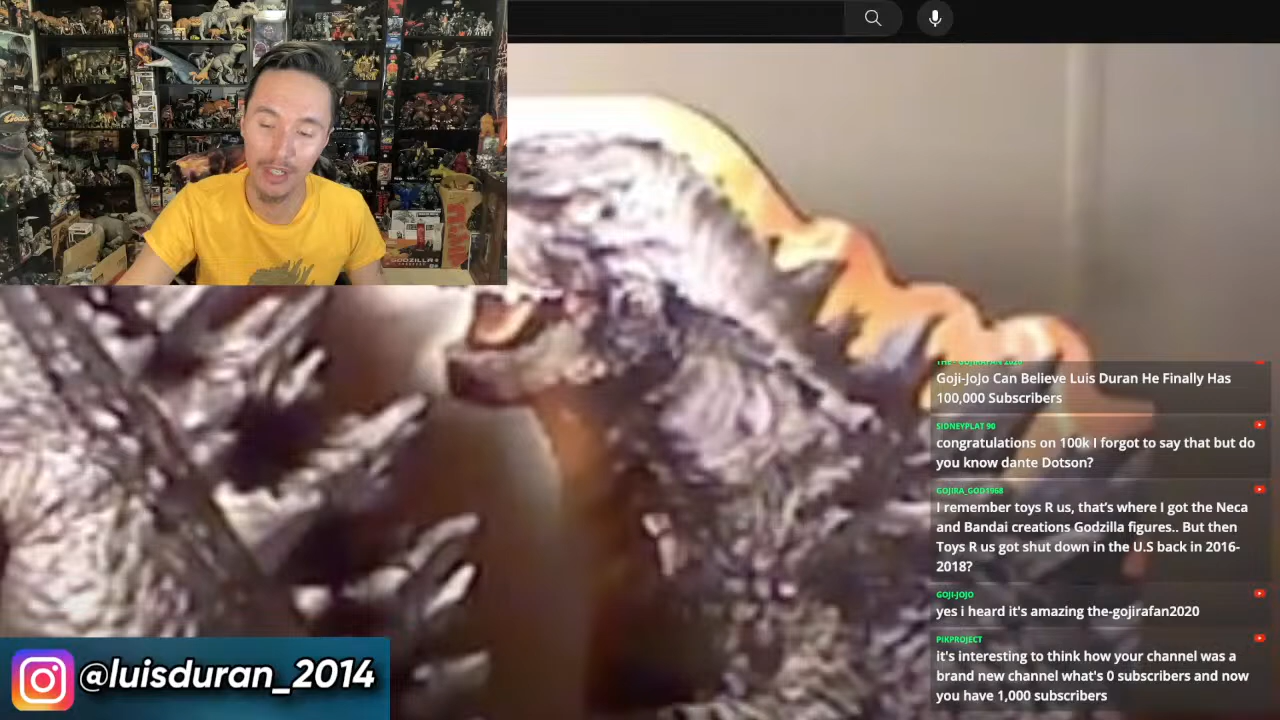 THE-GOJIRAFAN 2020
Goji-JoJo Can Believe Luis Duran He Finally Has
100,000 Subscribers
SIDNEYPLAT 90
congratulations on 100k I forgot to say that but do
you know dante Dotson?
GOJIRA_GOD1968
I remember toys R us, that's where I got the Neca
and Bandai creations Godzilla figures.. But then
Toys R us got shut down in the U.S back in 2016-
2018?
GOJI-JOJO
yes i heard it's amazing the-gojirafan2020
PIKPROJECT
it's interesting to think how your channel was a
brand new channel what's 0 subscribers and now
you have 1,000 subscribers
@luisduran_2014
GODZILLA